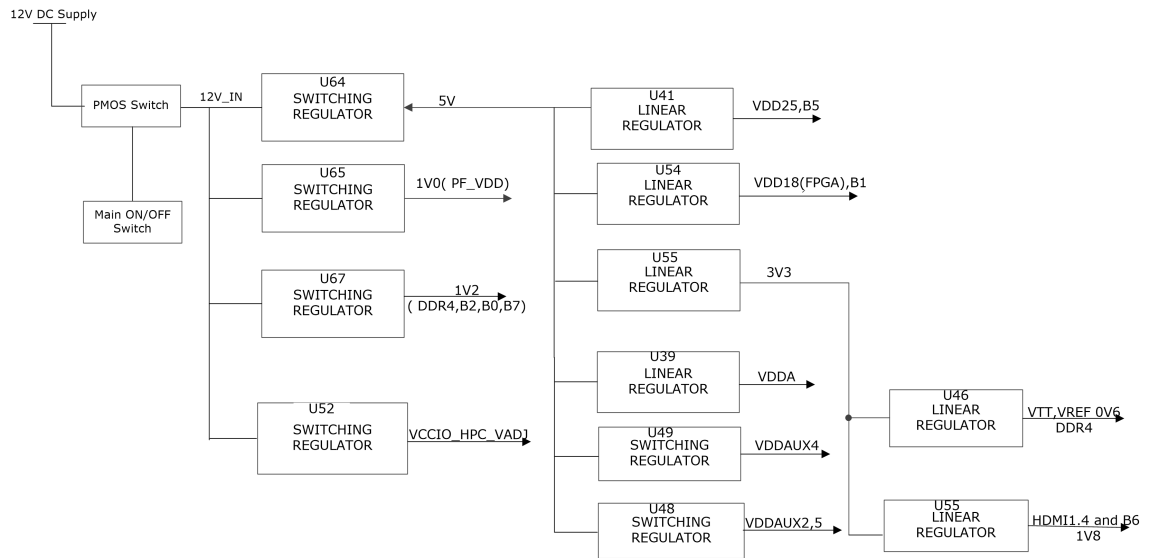 12V DC Supply
PMOS Switch
Main ON/OFF
Switch
12V_IN
U64
SWITCHING
REGULATOR
5V
U65
SWITCHING
REGULATOR
1V0( PF_VDD)
U67
SWITCHING
REGULATOR
1V2
( DDR4,B2,B0,B7)
U52
SWITCHING
REGULATOR
VCCIO_HPC_VADJ
U41
LINEAR
REGULATOR
VDD25,B5
U54
LINEAR
REGULATOR
VDD18(FPGA),B1
U55
LINEAR
REGULATOR
3V3
U39
LINEAR
REGULATOR
VDDA
U49
SWITCHING
REGULATOR
VDDAUX4
U48
SWITCHING
REGULATOR
VDDAUX2,5
U46
LINEAR
REGULATOR
VTT,VREF 0V6
DDR4
U55
LINEAR
REGULATOR
HDMI1.4 and B6
1V8